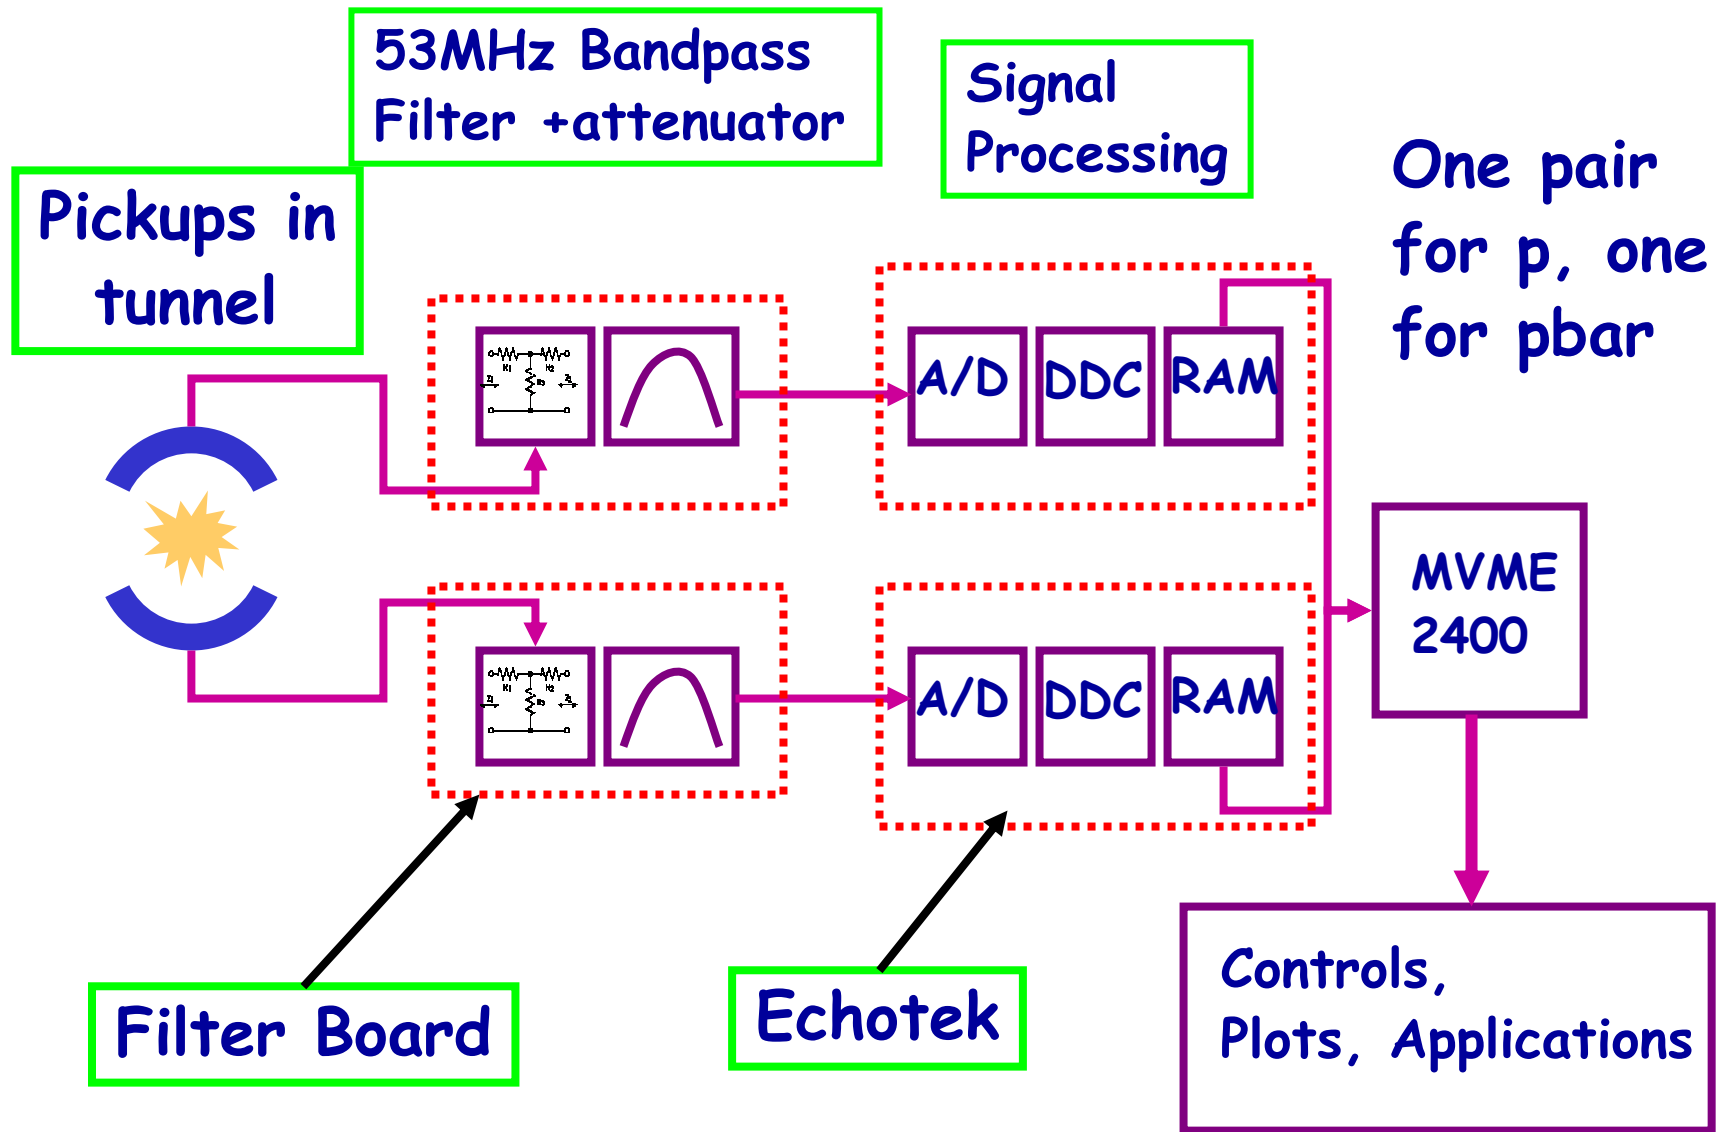 53MHz Bandpass
Filter +attenuator
Signal
Processing
One pair
for p, one
for pbar
Pickups in
tunnel
A/D
DDC
RAM
A/D
DDC
RAM
MVME
2400
Controls,
Plots, Applications
Filter Board
Echotek